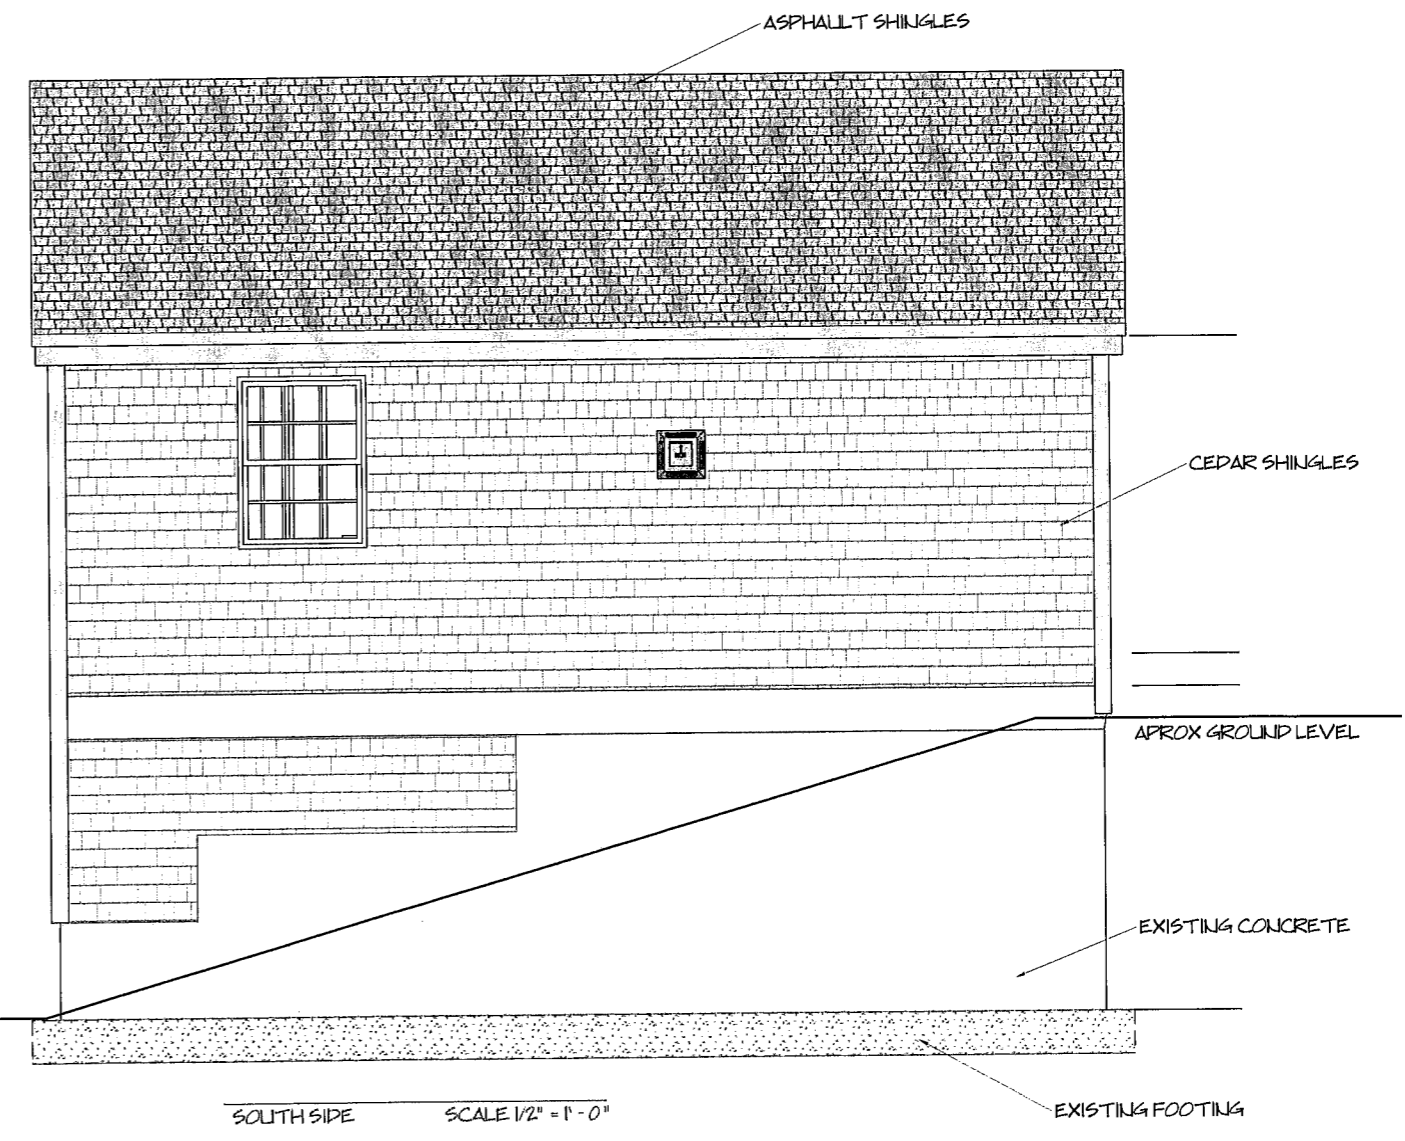 ASPHAULT SHINGLES
CEDAR SHINGLES
APROX GROUND LEVEL
EXISTING CONCRETE
EXISTING FOOTING
SOUTH SIDE SCALE 1/2" = 1' - 0"